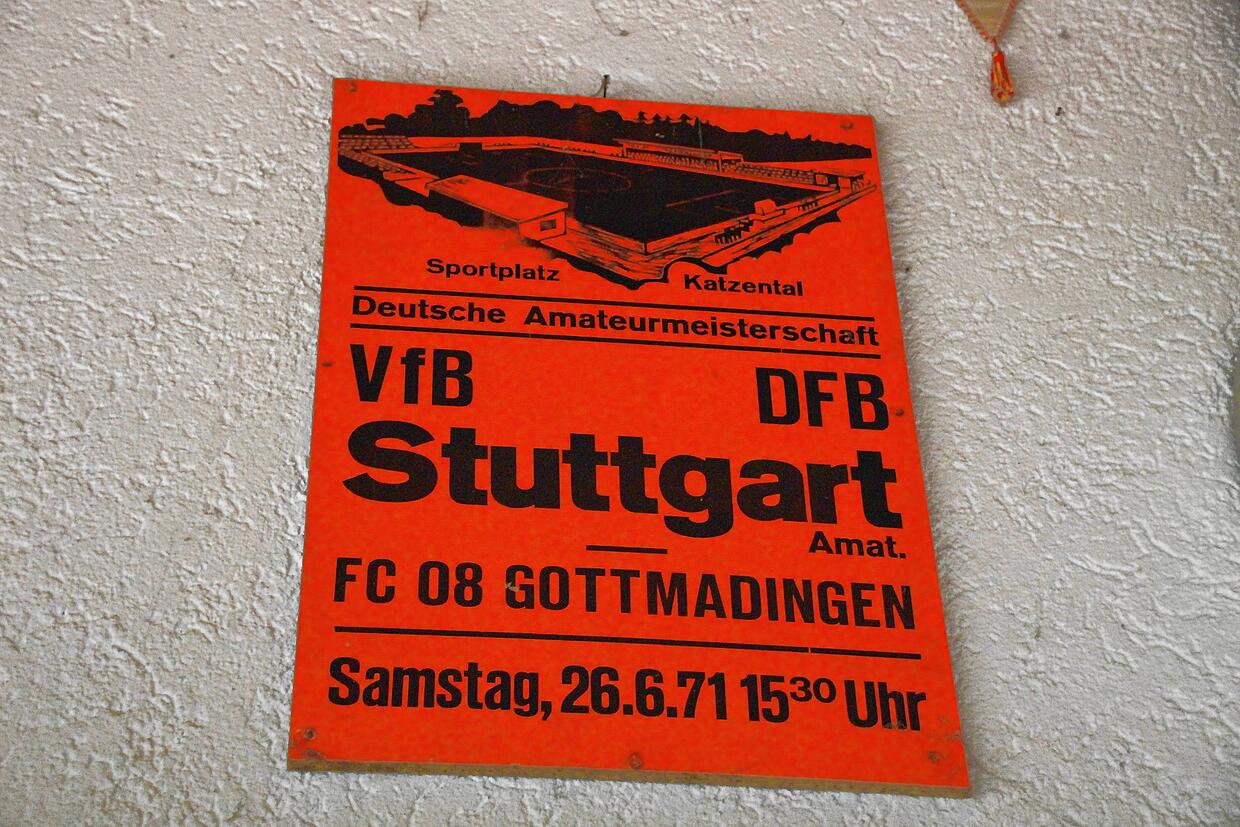 Sportplatz Katzental
Deutsche Amateurmeisterschaft
VfB DFB
Stuttgart
Amat.
—
FC 08 GOTTMADINGEN
Samstag, 26.6.71 15³⁰ Uhr